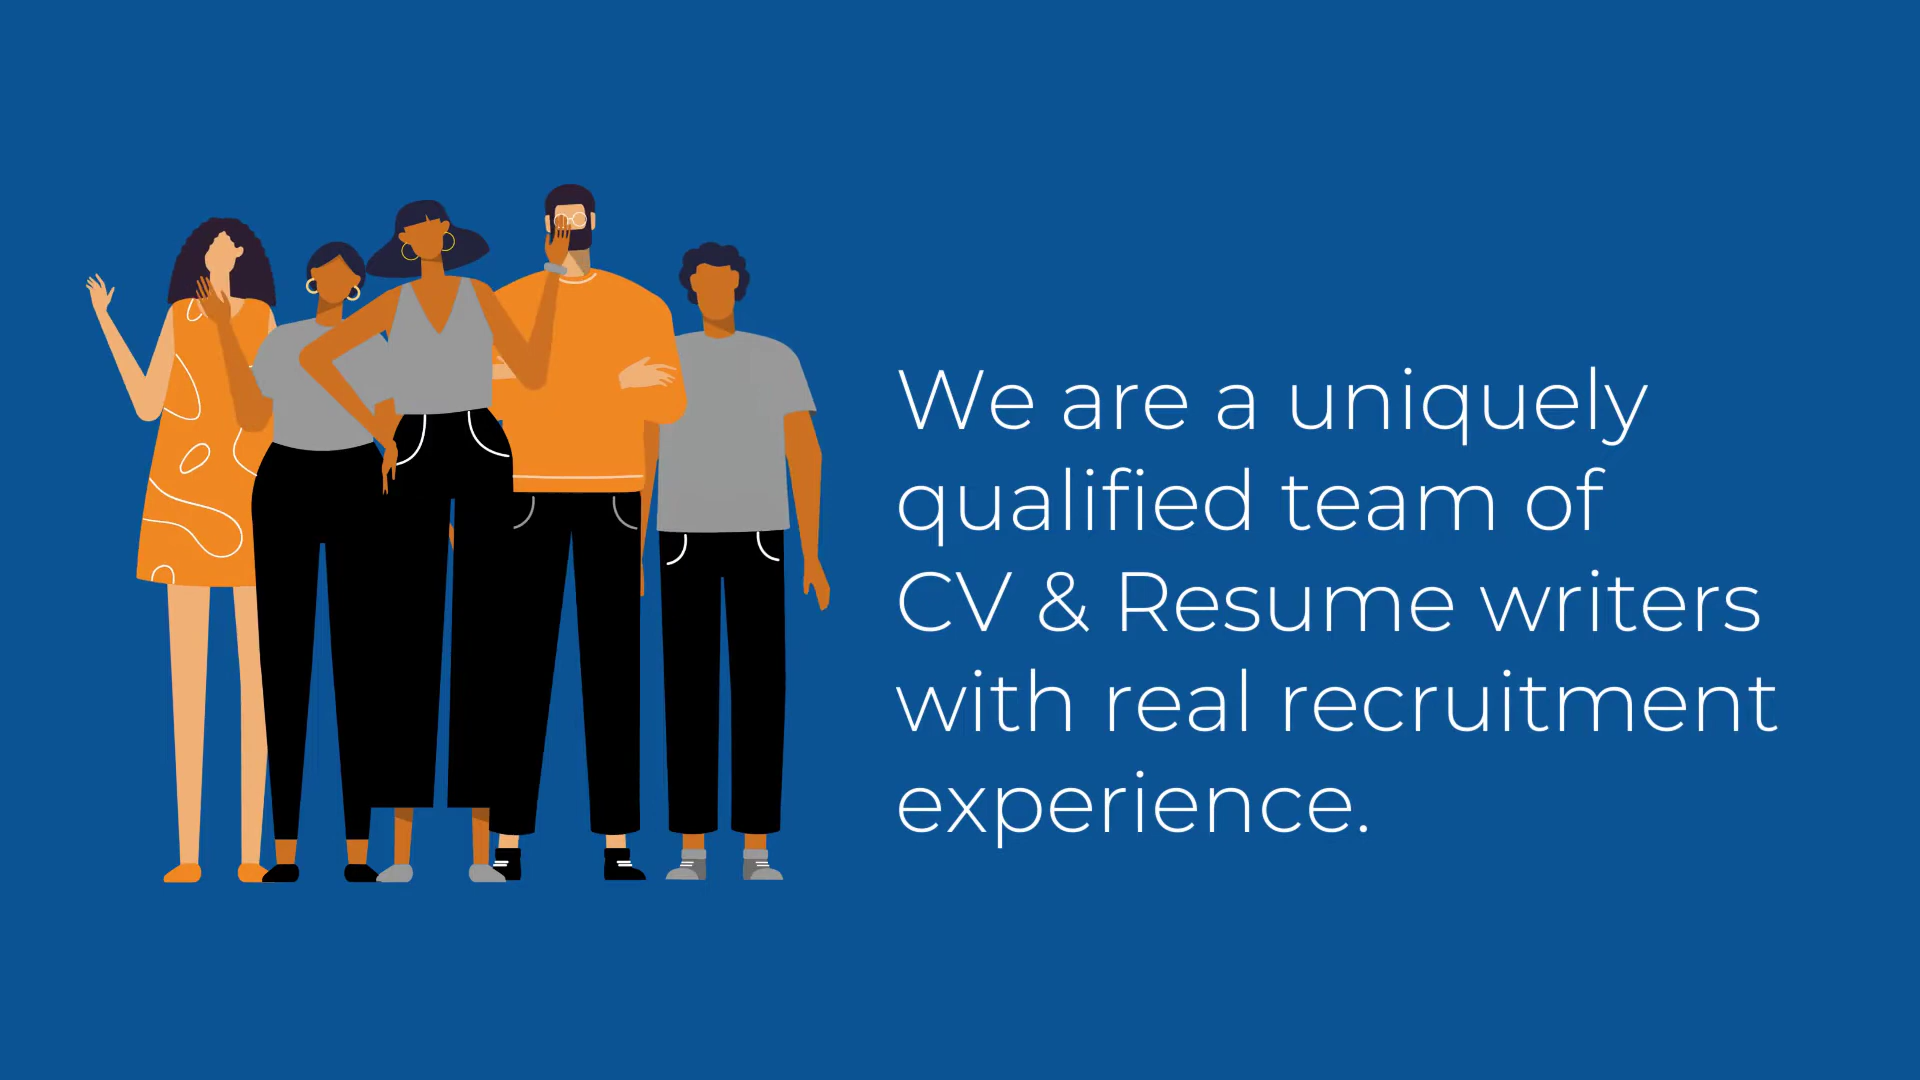 We are a uniquely
qualified team of
CV & Resume writers
with real recruitment
experience.